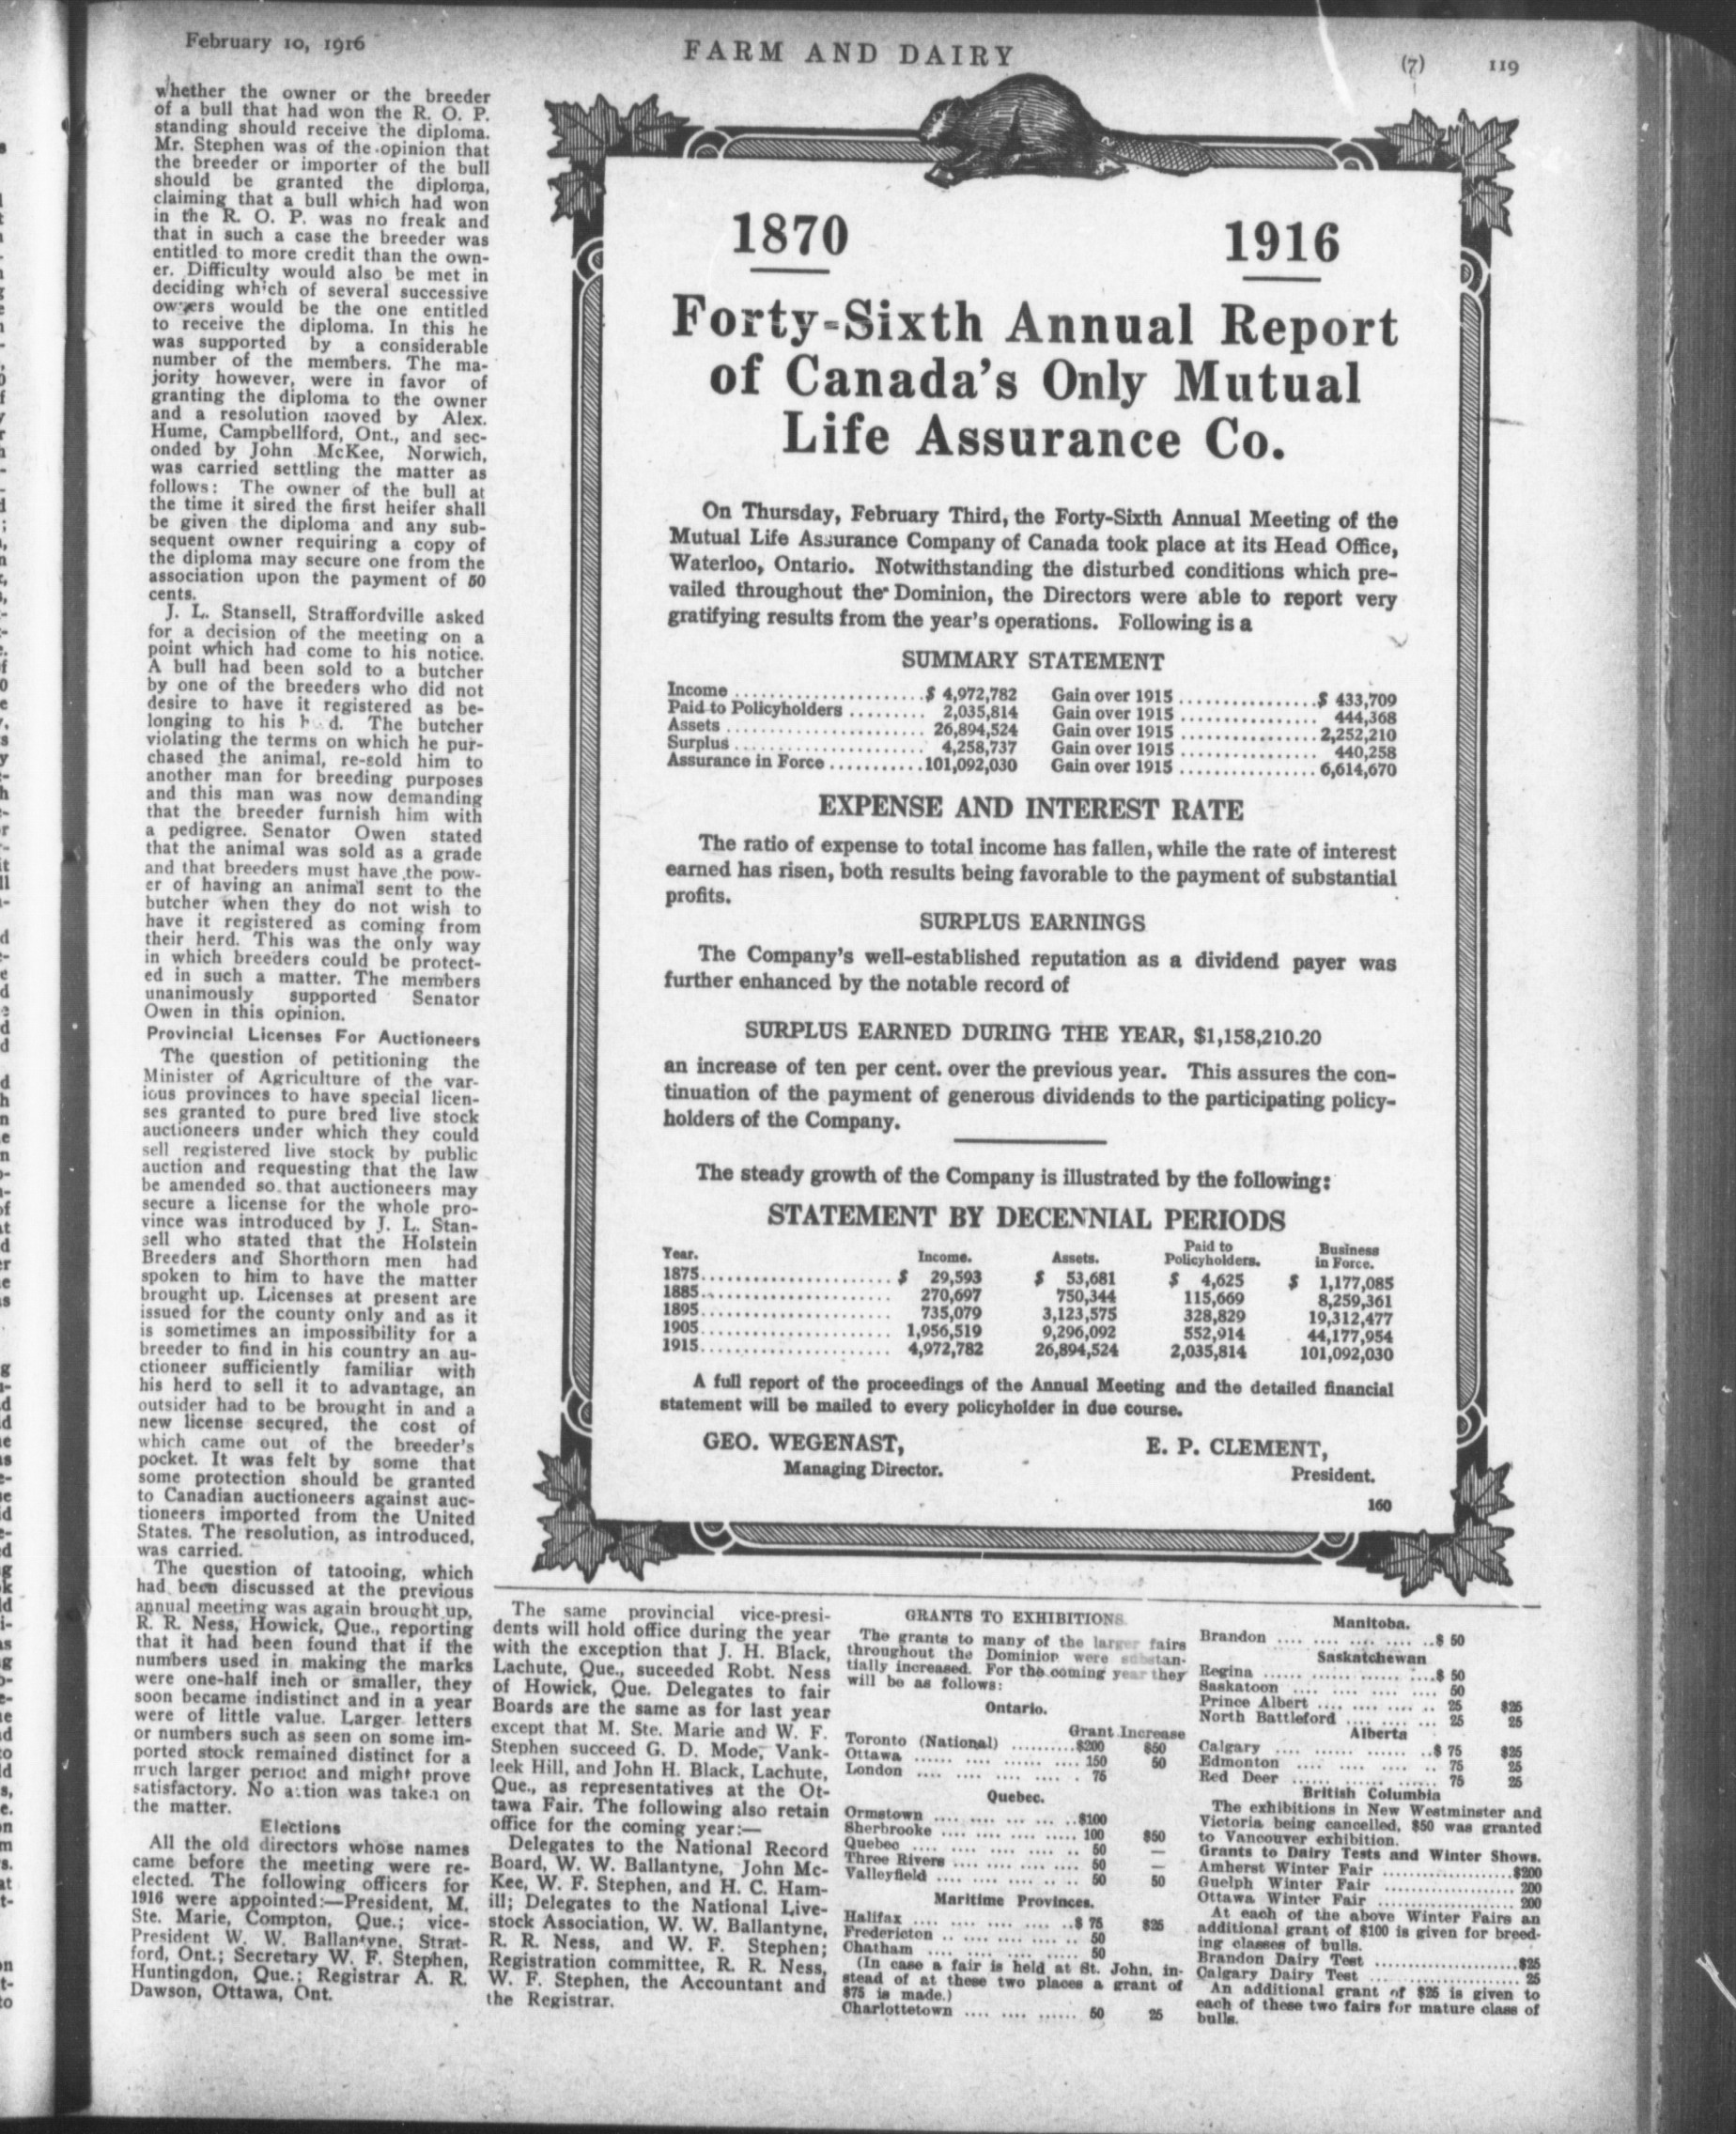 February 10, 1916
FARM AND DAIRY
(7) 119
whether the owner or the breeder
of a bull that had won the R. O. P.
standing should receive the diploma.
Mr. Stephen was of the opinion that
the breeder or importer of the bull
should be granted the diploma,
claiming that a bull which had won
in the R. O. P. was no freak and
that in such a case the breeder was
entitled to more credit than the own-
er. Difficulty would also be met in
deciding which of several successive
owners would be the one entitled
to receive the diploma. In this he
was supported by a considerable
number of the members. The ma-
jority however, were in favor of
granting the diploma to the owner
and a resolution moved by Alex.
Hume, Campbellford, Ont., and sec-
onded by John McKee, Norwich,
was carried settling the matter as
follows: The owner of the bull at
the time it sired the first heifer shall
be given the diploma and any sub-
sequent owner requiring a copy of
the diploma may secure one from the
association upon the payment of 50
cents.
J. L. Stansell, Straffordville asked
for a decision of the meeting on a
point which had come to his notice.
A bull had been sold to a butcher
by one of the breeders who did not
desire to have it registered as be-
longing to his The butcher
violating the terms on which he pur-
chased the animal, re-sold him to
another man for breeding purposes
and this man was now demanding
that the breeder furnish him with
a pedigree. Senator Owen stated
that the animal was sold as a grade
and that breeders must have the pow-
er of having an animal sent to the
butcher when they do not wish to
have it registered as coming from
their herd. This was the only way
in which breeders could be protect-
ed in such a matter. The members
unanimously supported Senator
Owen in this opinion.
Provincial Licenses For Auctioneers
The question of petitioning the
Minister of Agriculture of the var-
ious provinces to have special licen-
ses granted to pure bred live stock
auctioneers under which they could
sell registered live stock by public
auction and requesting that the law
be amended so that auctioneers may
secure a license for the whole pro-
vince was introduced by J. L. Stan-
sell who stated that the Holstein
Breeders and Shorthorn men had
spoken to him to have the matter
brought up. Licenses at present are
issued for the county only and as it
is sometimes an impossibility for a
breeder to find in his country an au-
ctioneer sufficiently familiar with
his herd to sell it to advantage, an
outsider had to be brought in and a
new license secured, the cost of
which came out of the breeder's
pocket. It was felt by some that
some protection should be granted
to Canadian auctioneers against auc-
tioneers imported from the United
States. The resolution, as introduced,
was carried.
The question of tatooing, which
had been discussed at the previous
annual meeting was again brought up,
R. R. Ness, Howick, Que., reporting
that it had been found that if the
numbers used in making the marks
were one-half inch or smaller, they
soon became indistinct and in a year
were of little value. Larger letters
or numbers such as seen on some im-
ported stock remained distinct for a
much larger period and might prove
satisfactory. No action was taken on
the matter.
Elections
All the old directors whose names
came before the meeting were re-
elected. The following officers for
1916 were appointed:—President, M.
Ste. Marie, Compton, Que.; vice-
President W. W. Ballantyne, Strat-
ford, Ont.; Secretary W. F. Stephen,
Huntingdon, Que.; Registrar A. R.
Dawson, Ottawa, Ont.
1870 1916
Forty-Sixth Annual Report
of Canada's Only Mutual
Life Assurance Co.
On Thursday, February Third, the Forty-Sixth Annual Meeting of the
Mutual Life Assurance Company of Canada took place at its Head Office,
Waterloo, Ontario. Notwithstanding the disturbed conditions which pre-
vailed throughout the Dominion, the Directors were able to report very
gratifying results from the year's operations. Following is a
SUMMARY STATEMENT
Income ...................... $ 4,972,782 Gain over 1915 ................ $ 433,709
Paid to Policyholders ......... 2,035,814 Gain over 1915 ................ 444,368
Assets ........................ 26,894,524 Gain over 1915 ................ 2,252,210
Surplus ....................... 4,258,737 Gain over 1915 ................ 440,258
Assurance in Force ........... 101,092,030 Gain over 1915 ................ 6,614,670
EXPENSE AND INTEREST RATE
The ratio of expense to total income has fallen, while the rate of interest
earned has risen, both results being favorable to the payment of substantial
profits.
SURPLUS EARNINGS
The Company's well-established reputation as a dividend payer was
further enhanced by the notable record of
SURPLUS EARNED DURING THE YEAR, $1,158,210.20
an increase of ten per cent. over the previous year. This assures the con-
tinuation of the payment of generous dividends to the participating policy-
holders of the Company.
The steady growth of the Company is illustrated by the following:
STATEMENT BY DECENNIAL PERIODS
Year. Income. Assets. Paid to Policyholders. Business in Force.
1875........................ $ 29,593 $ 53,681 $ 4,625 $ 1,177,085
1885........................ 270,697 750,344 115,669 8,259,361
1895........................ 735,079 3,123,575 328,829 19,312,477
1905........................ 1,956,519 9,296,092 552,914 44,177,954
1915........................ 4,972,782 26,894,524 2,035,814 101,092,030
A full report of the proceedings of the Annual Meeting and the detailed financial
statement will be mailed to every policyholder in due course.
GEO. WEGENAST, E. P. CLEMENT,
Managing Director. President.
160
The same provincial vice-presi-
dents will hold office during the year
with the exception that J. H. Black,
Lachute, Que., suceeded Robt. Ness
of Howick, Que. Delegates to fair
Boards are the same as for last year
except that M. Ste. Marie and W. F.
Stephen succeed G. D. Mode, Vank-
leek Hill, and John H. Black, Lachute,
Que., as representatives at the Ot-
tawa Fair. The following also retain
office for the coming year:—
Delegates to the National Record
Board, W. W. Ballantyne, John Mc-
Kee, W. F. Stephen, and H. C. Ham-
ill; Delegates to the National Live-
stock Association, W. W. Ballantyne,
R. R. Ness, and W. F. Stephen;
Registration committee, R. R. Ness,
W. F. Stephen, the Accountant and
the Registrar.
GRANTS TO EXHIBITIONS
The grants to many of the larger fairs
throughout the Dominion were substan-
tially increased. For the coming year they
will be as follows:
Ontario.
Grant Increase
Toronto (National) ..........$200 $50
Ottawa ...... .... ...... .... 150 50
London .... .... .... .... . 75
Quebec.
Ormstown .... .... ... ... ..$100
Sherbrooke .... .... .... ..... 100 $50
Quebec .... .... .... .... .. 50 —
Three Rivers .... .... .... .... 50 —
Valleyfield .... .... .... .. .. 50 50
Maritime Provinces.
Halifax .... .... .... .... ..$ 75 $25
Fredericton .. .... .... .... .. 50
Chatham .... .... .... ..... 50
(In case a fair is held at St. John, in-
stead of at these two places a grant of
$75 is made.)
Charlottetown .... .... ...... 50 25
Manitoba.
Brandon .... .... .... .... ..$ 50
Saskatchewan
Regina ...... ...... ...... ....$ 50
Saskatoon .... .... .... .... 50
Prince Albert .... .... .... .. 25 $25
North Battleford .... .... ... 25 25
Alberta
Calgary .... ...... ...... ..$ 75 $25
Edmonton .... .... .... .. 75 25
Red Deer ...... ...... ...... 75 25
British Columbia
The exhibitions in New Westminster and
Victoria being cancelled, $50 was granted
to Vancouver exhibition.
Grants to Dairy Tests and Winter Shows.
Amherst Winter Fair ..................$200
Guelph Winter Fair .................. 200
Ottawa Winter Fair .................. 200
At each of the above Winter Fairs an
additional grant of $100 is given for breed-
ing classes of bulls.
Brandon Dairy Test ....................$25
Calgary Dairy Test .................... 25
An additional grant of $25 is given to
each of these two fairs for mature class of
bulls.